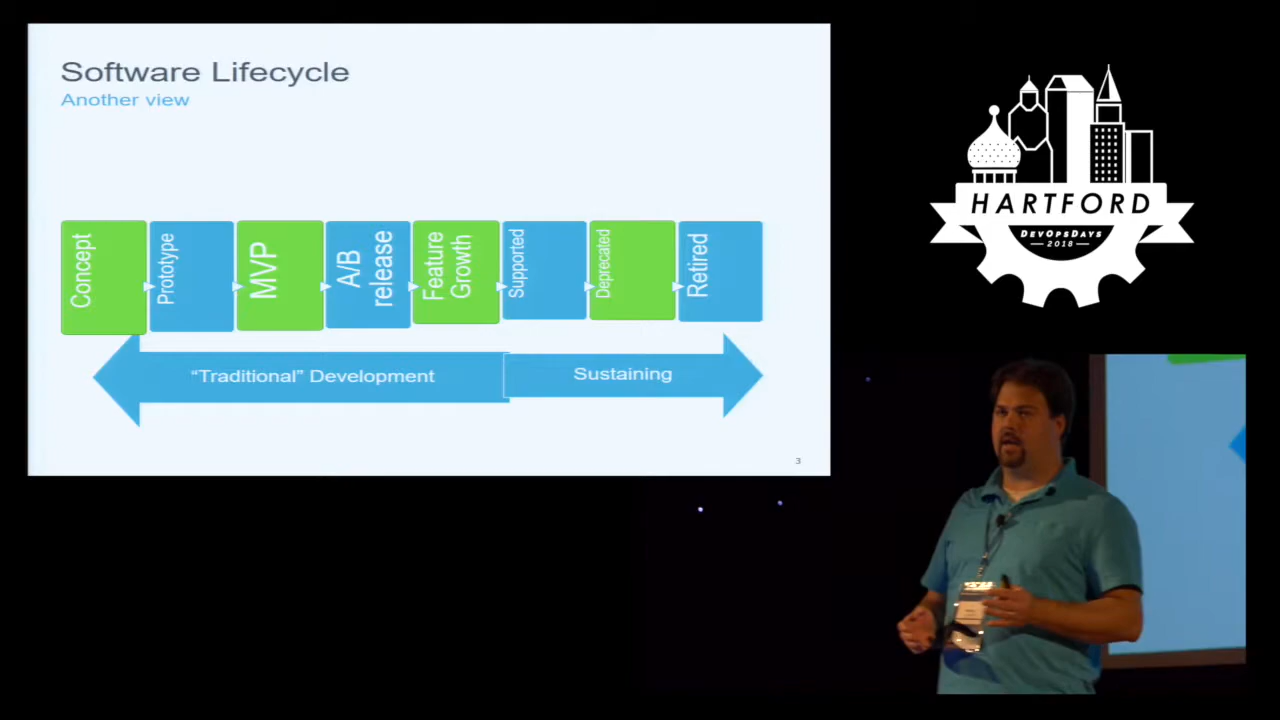 Software Lifecycle
Another view
Concept
Prototype
MVP
A/B
release
Feature
Growth
Supported
Deprecated
Retired
“Traditional” Development
Sustaining
3
HARTFORD
DEVOPSDAYS
2018